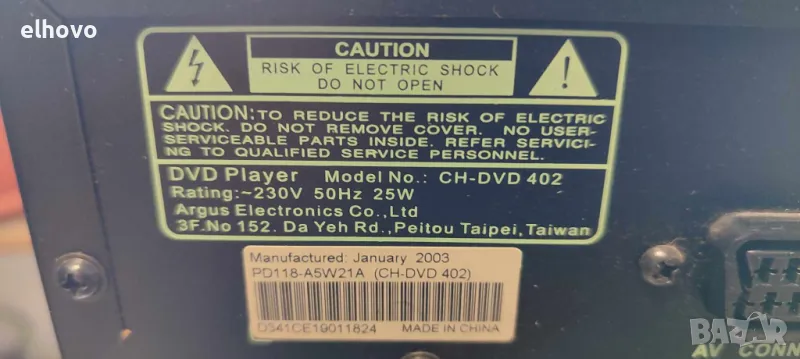 elhovo
CAUTION
RISK OF ELECTRIC SHOCK
DO NOT OPEN
CAUTION: TO REDUCE THE RISK OF ELECTRIC
SHOCK. DO NOT REMOVE COVER. NO USER-
SERVICEABLE PARTS INSIDE. REFER SERVICI-
NG TO QUALIFIED SERVICE PERSONNEL.
DVD Player Model No.: CH-DVD 402
Rating:~230V 50Hz 25W
Argus Electronics Co.,Ltd
3F.No 152. Da Yeh Rd.,Peitou Taipei,Taiwan
Manufactured: January 2003
PD118-A5W21A (CH-DVD 402)
D541CE19011824 MADE IN CHINA
AV CONN
bazar